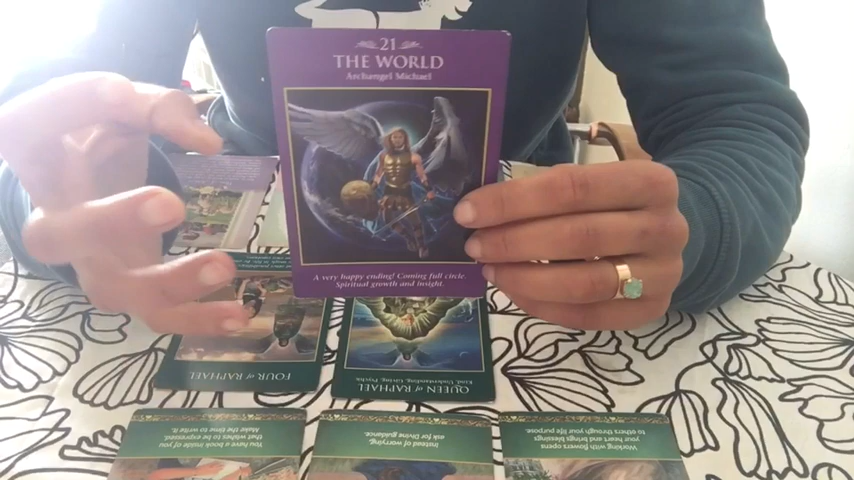 21
THE WORLD
Archangel Michael
A very happy ending! Coming full circle.
Spiritual growth and insight.
FOUR of RAPHAEL
QUEEN of RAPHAEL
Kind, Understanding, Loving, Psychic
You have a book inside of you
that wishes to be expressed.
Make the time to write it.
Instead of worrying,
ask for Divine guidance.
Working with flowers opens
your heart and brings blessings
to others through your life purpose.